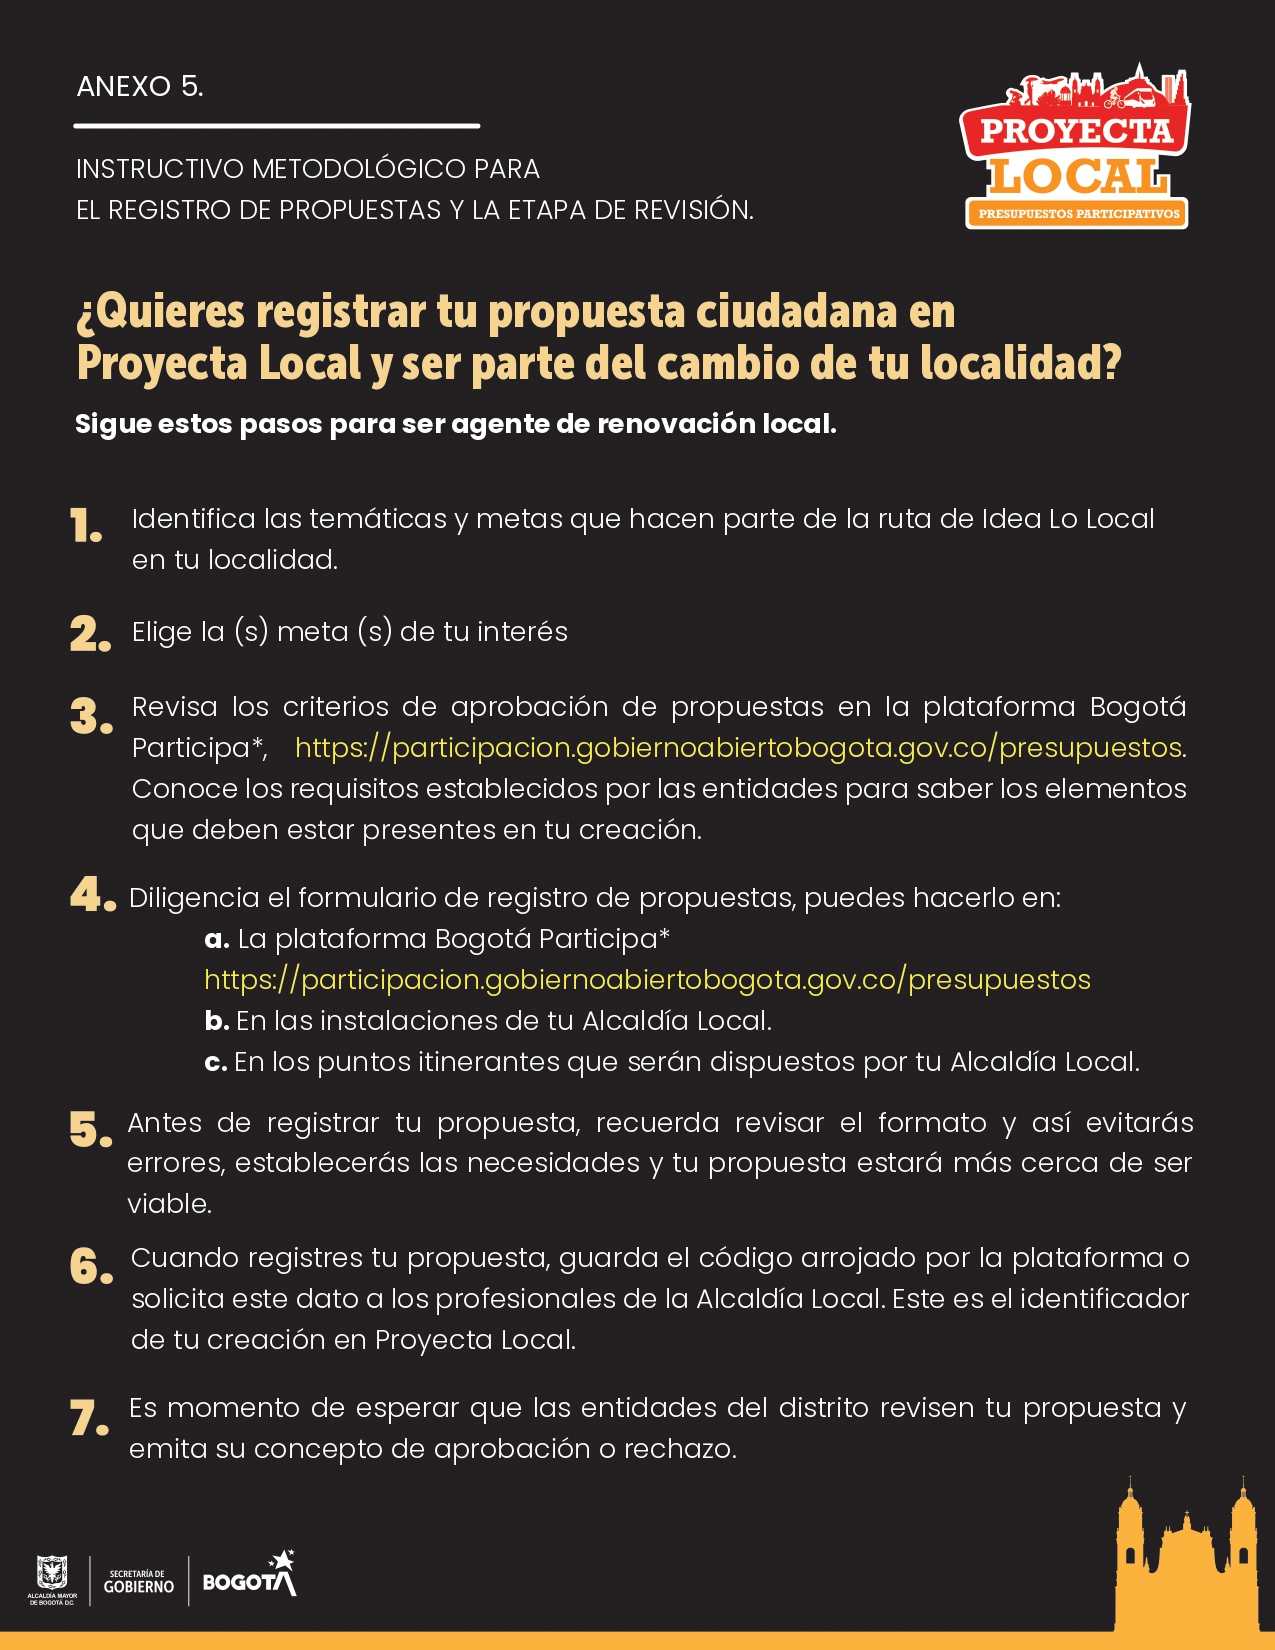 ANEXO 5.
PROYECTA
LOCAL
PRESUPUESTOS PARTICIPATIVOS
INSTRUCTIVO METODOLÓGICO PARA
EL REGISTRO DE PROPUESTAS Y LA ETAPA DE REVISIÓN.
¿Quieres registrar tu propuesta ciudadana en
Proyecta Local y ser parte del cambio de tu localidad?
Sigue estos pasos para ser agente de renovación local.
1. Identifica las temáticas y metas que hacen parte de la ruta de Idea Lo Local
en tu localidad.
2. Elige la (s) meta (s) de tu interés
3. Revisa los criterios de aprobación de propuestas en la plataforma Bogotá
Participa*, https://participacion.gobiernoabiertobogota.gov.co/presupuestos.
Conoce los requisitos establecidos por las entidades para saber los elementos
que deben estar presentes en tu creación.
4. Diligencia el formulario de registro de propuestas, puedes hacerlo en:
a. La plataforma Bogotá Participa*
https://participacion.gobiernoabiertobogota.gov.co/presupuestos
b. En las instalaciones de tu Alcaldía Local.
c. En los puntos itinerantes que serán dispuestos por tu Alcaldía Local.
5. Antes de registrar tu propuesta, recuerda revisar el formato y así evitarás
errores, establecerás las necesidades y tu propuesta estará más cerca de ser
viable.
6. Cuando registres tu propuesta, guarda el código arrojado por la plataforma o
solicita este dato a los profesionales de la Alcaldía Local. Este es el identificador
de tu creación en Proyecta Local.
7. Es momento de esperar que las entidades del distrito revisen tu propuesta y
emita su concepto de aprobación o rechazo.
ALCALDÍA MAYOR
DE BOGOTÁ D.C.
SECRETARÍA DE
GOBIERNO
BOGOTÁ